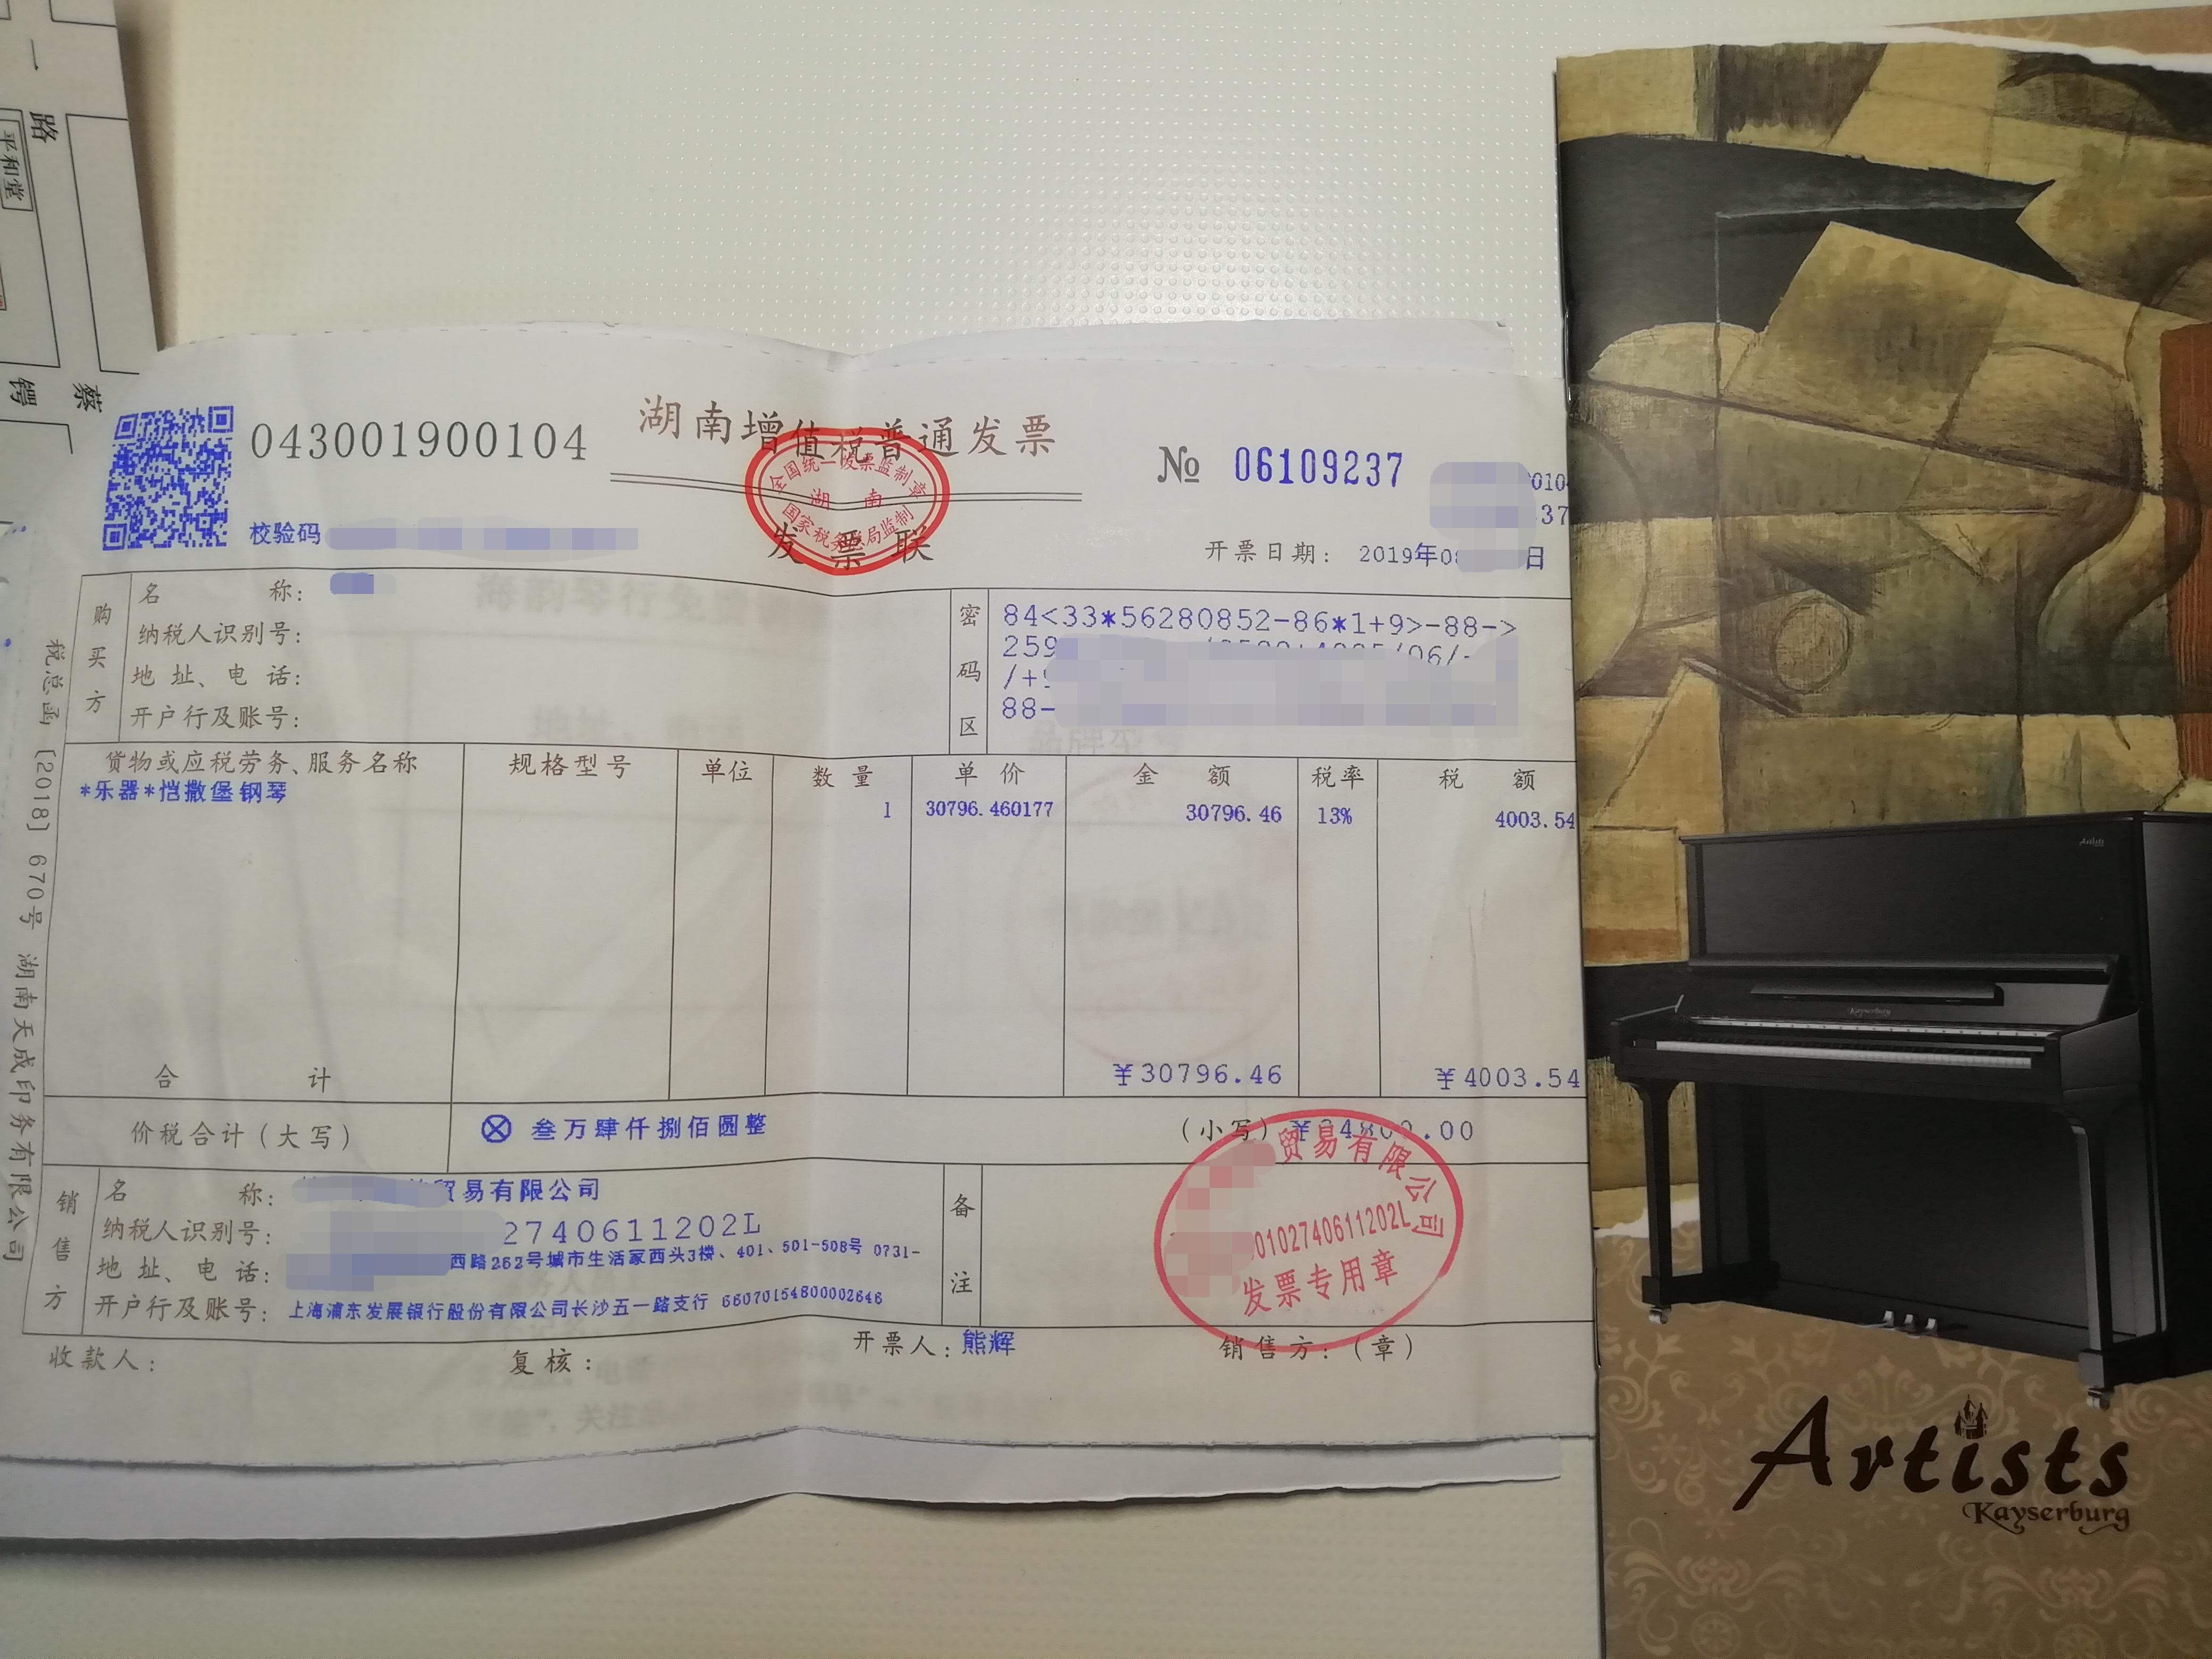 一
路
平和堂
蔡
锷
043001900104
湖南增值税普通发票
全国统一发票监制章
湖 南
国家税务总局监制
发票联
№ 06109237
010
37
校验码
开票日期： 2019年0 日
购买方
名 称：
纳税人识别号：
地 址、电 话：
开户行及账号：
密码区
84<33*56280852-86*1+9>-88->
259
/+
88-
货物或应税劳务、服务名称 规格型号 单位 数 量 单 价 金 额 税率 税 额
*乐器*恺撒堡钢琴 1 30796.460177 30796.46 13% 4003.54
合 计 ￥30796.46 ￥4003.54
价税合计（大写） ⊗ 叁万肆仟捌佰圆整 （小写）￥34800.00
销售方
名 称： 贸易有限公司
纳税人识别号： 2740611202L
地 址、电 话： 西路262号城市生活家西头3楼、401、501-508号 0731-
开户行及账号： 上海浦东发展银行股份有限公司长沙五一路支行 66070154800002646
备注
贸易有限公司
0102740611202L
发票专用章
收款人： 复核： 开票人：熊辉 销售方：（章）
税总函［2018］670号 湖南天成印务有限公司
Artists
Kayserburg
Artists
Kayserburg